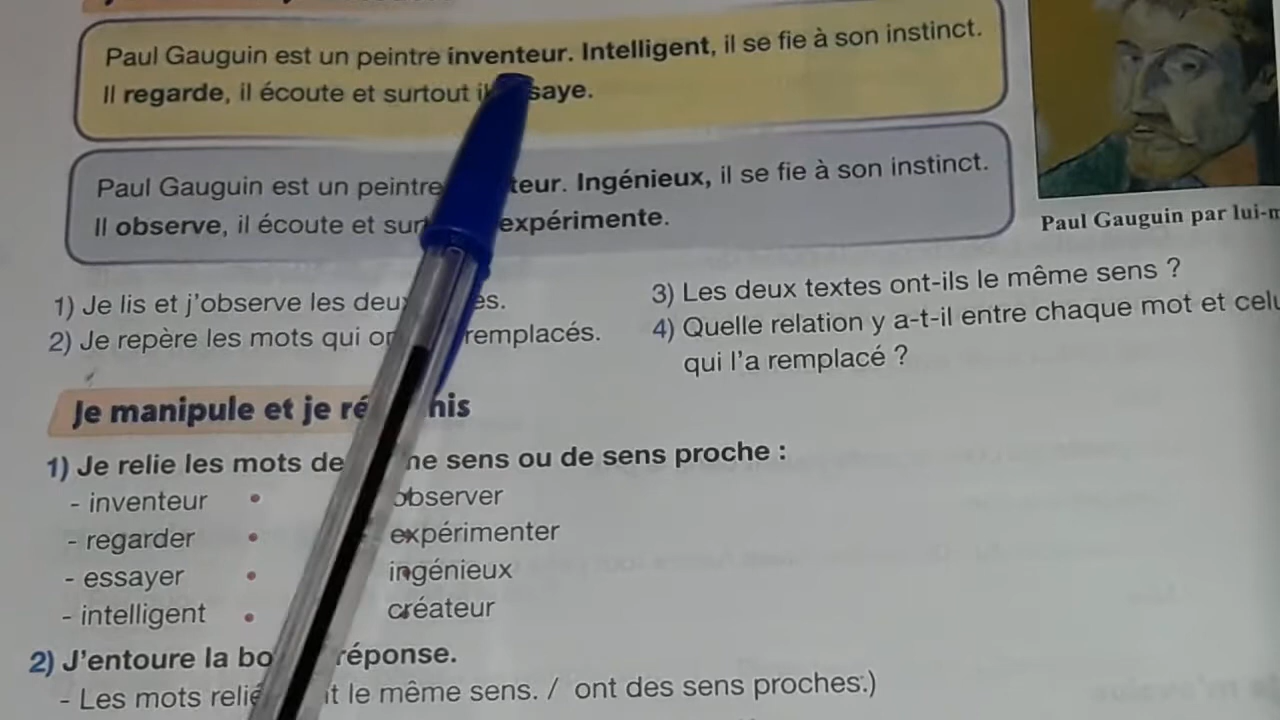 Paul Gauguin est un peintre inventeur. Intelligent, il se fie à son instinct.
Il regarde, il écoute et surtout il saye.
Paul Gauguin est un peintre teur. Ingénieux, il se fie à son instinct.
Il observe, il écoute et sur expérimente.
Paul Gauguin par lui-m
1) Je lis et j'observe les deux es.
2) Je repère les mots qui on remplacés.
3) Les deux textes ont-ils le même sens ?
4) Quelle relation y a-t-il entre chaque mot et celu
qui l'a remplacé ?
Je manipule et je ré his
1) Je relie les mots de ne sens ou de sens proche :
- inventeur • observer
- regarder • expérimenter
- essayer • ingénieux
- intelligent • créateur
2) J'entoure la bo réponse.
- Les mots relié t le même sens. / ont des sens proches.)